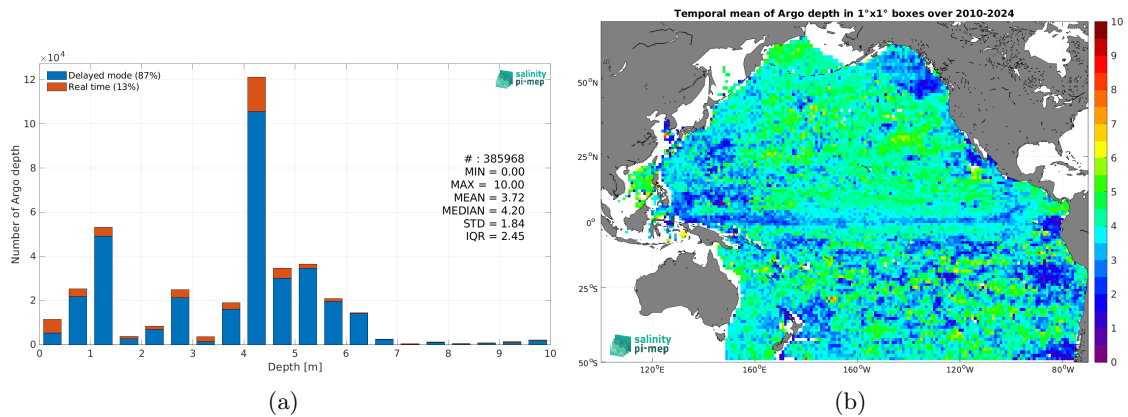 ×10⁴
12
10
8
6
4
2
0
Number of Argo depth
Delayed mode (87%)
Real time (13%)
salinity
pi-mep
# : 385968
MIN = 0.00
MAX = 10.00
MEAN = 3.72
MEDIAN = 4.20
STD = 1.84
IQR = 2.45
0 1 2 3 4 5 6 7 8 9 10
Depth [m]
(a)
Temporal mean of Argo depth in 1°x1° boxes over 2010-2024
50°N
25°N
0°
25°S
50°S
120°E 160°E 160°W 120°W 80°W
salinity
pi-mep
10
9
8
7
6
5
4
3
2
1
0
(b)